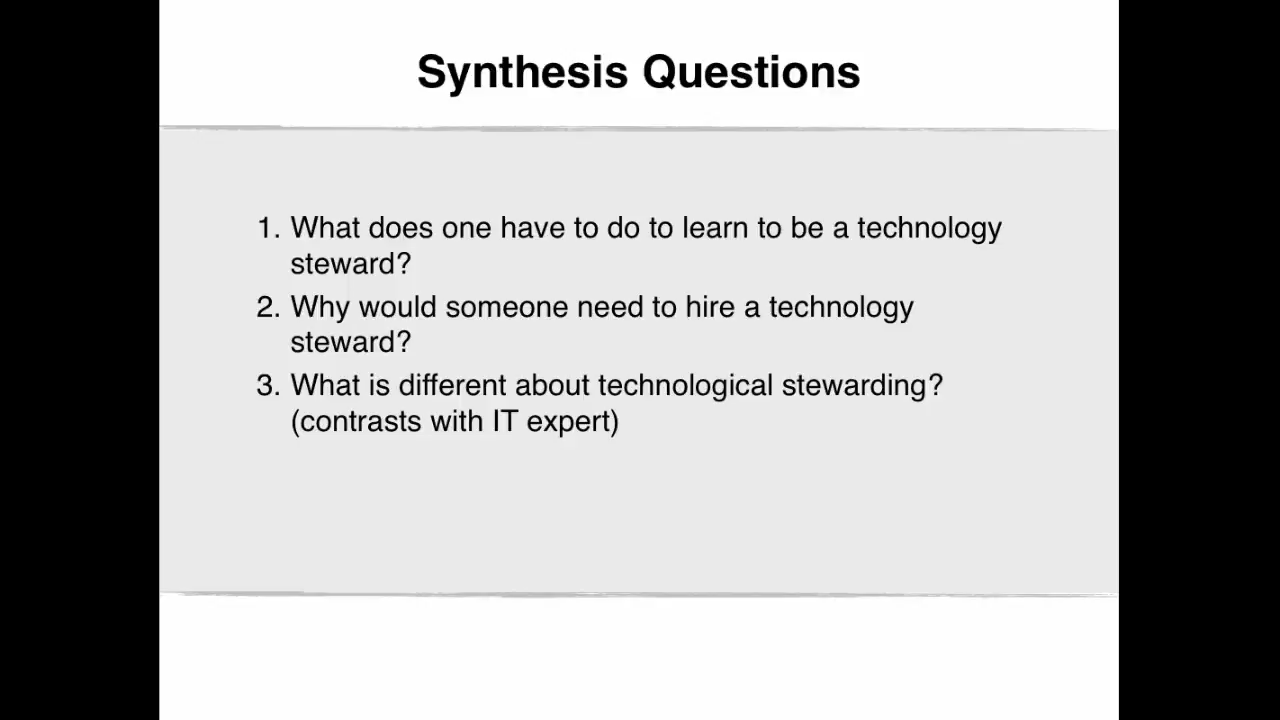 Synthesis Questions
1. What does one have to do to learn to be a technology
steward?
2. Why would someone need to hire a technology
steward?
3. What is different about technological stewarding?
(contrasts with IT expert)